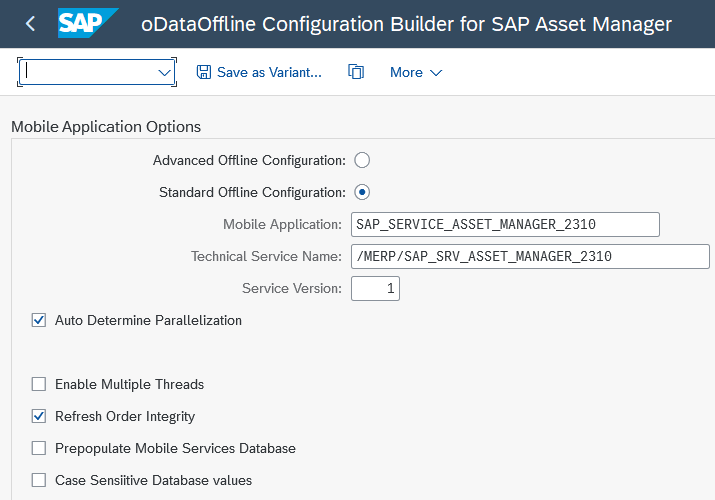 SAP oDataOffline Configuration Builder for SAP Asset Manager
Save as Variant... More
Mobile Application Options
Advanced Offline Configuration:
Standard Offline Configuration:
Mobile Application: SAP_SERVICE_ASSET_MANAGER_2310
Technical Service Name: /MERP/SAP_SRV_ASSET_MANAGER_2310
Service Version: 1
Auto Determine Parallelization
Enable Multiple Threads
Refresh Order Integrity
Prepopulate Mobile Services Database
Case Sensiitive Database values